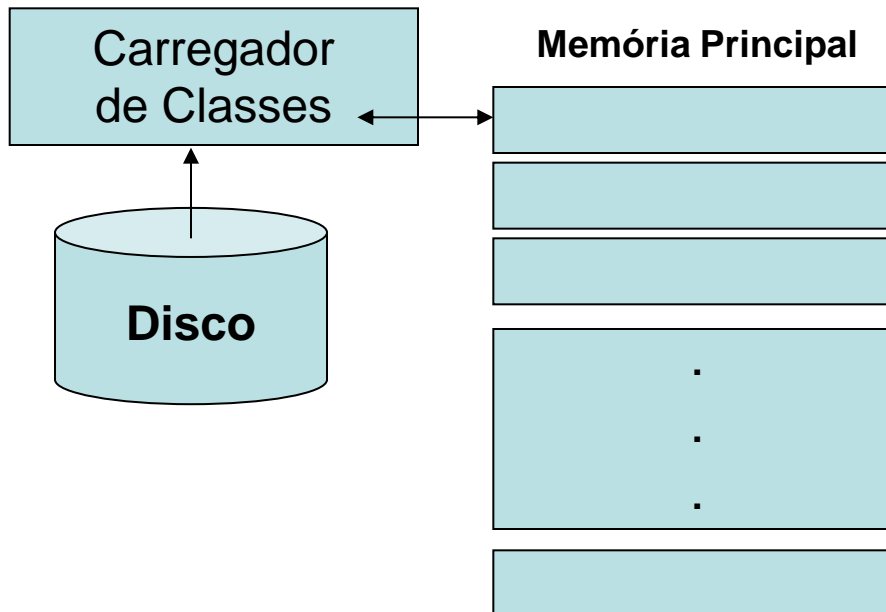 Carregador
de Classes
Memória Principal
Disco
.
.
.